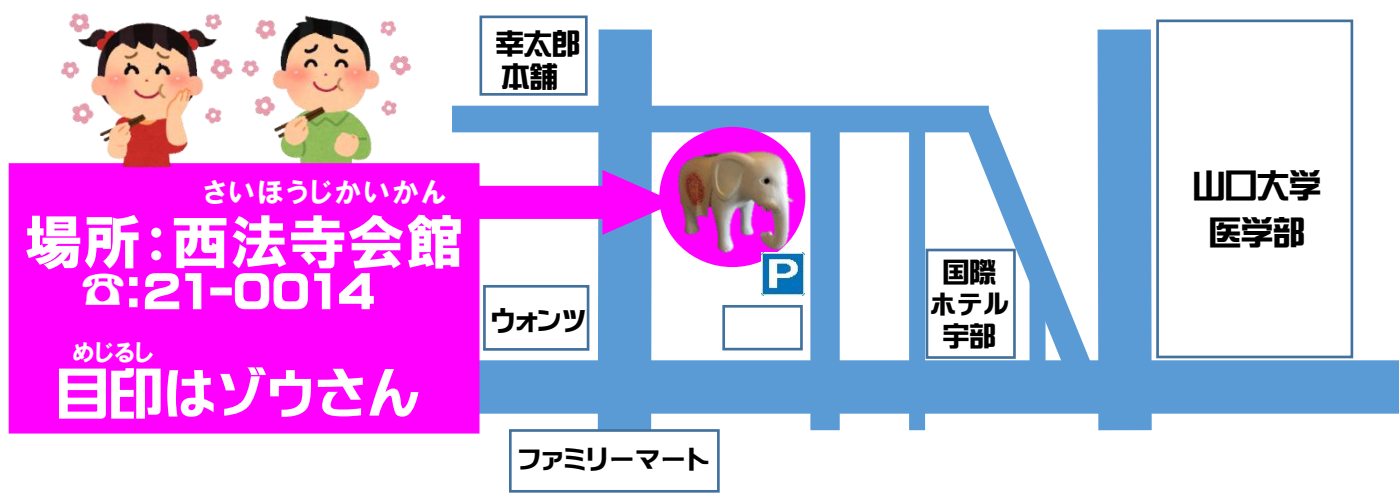 さいほうじかいかん
場所：西法寺会館
☎:21-0014
めじるし
目印はゾウさん
幸太郎
本舗
P
ウォンツ
国際
ホテル
宇部
山口大学
医学部
ファミリーマート